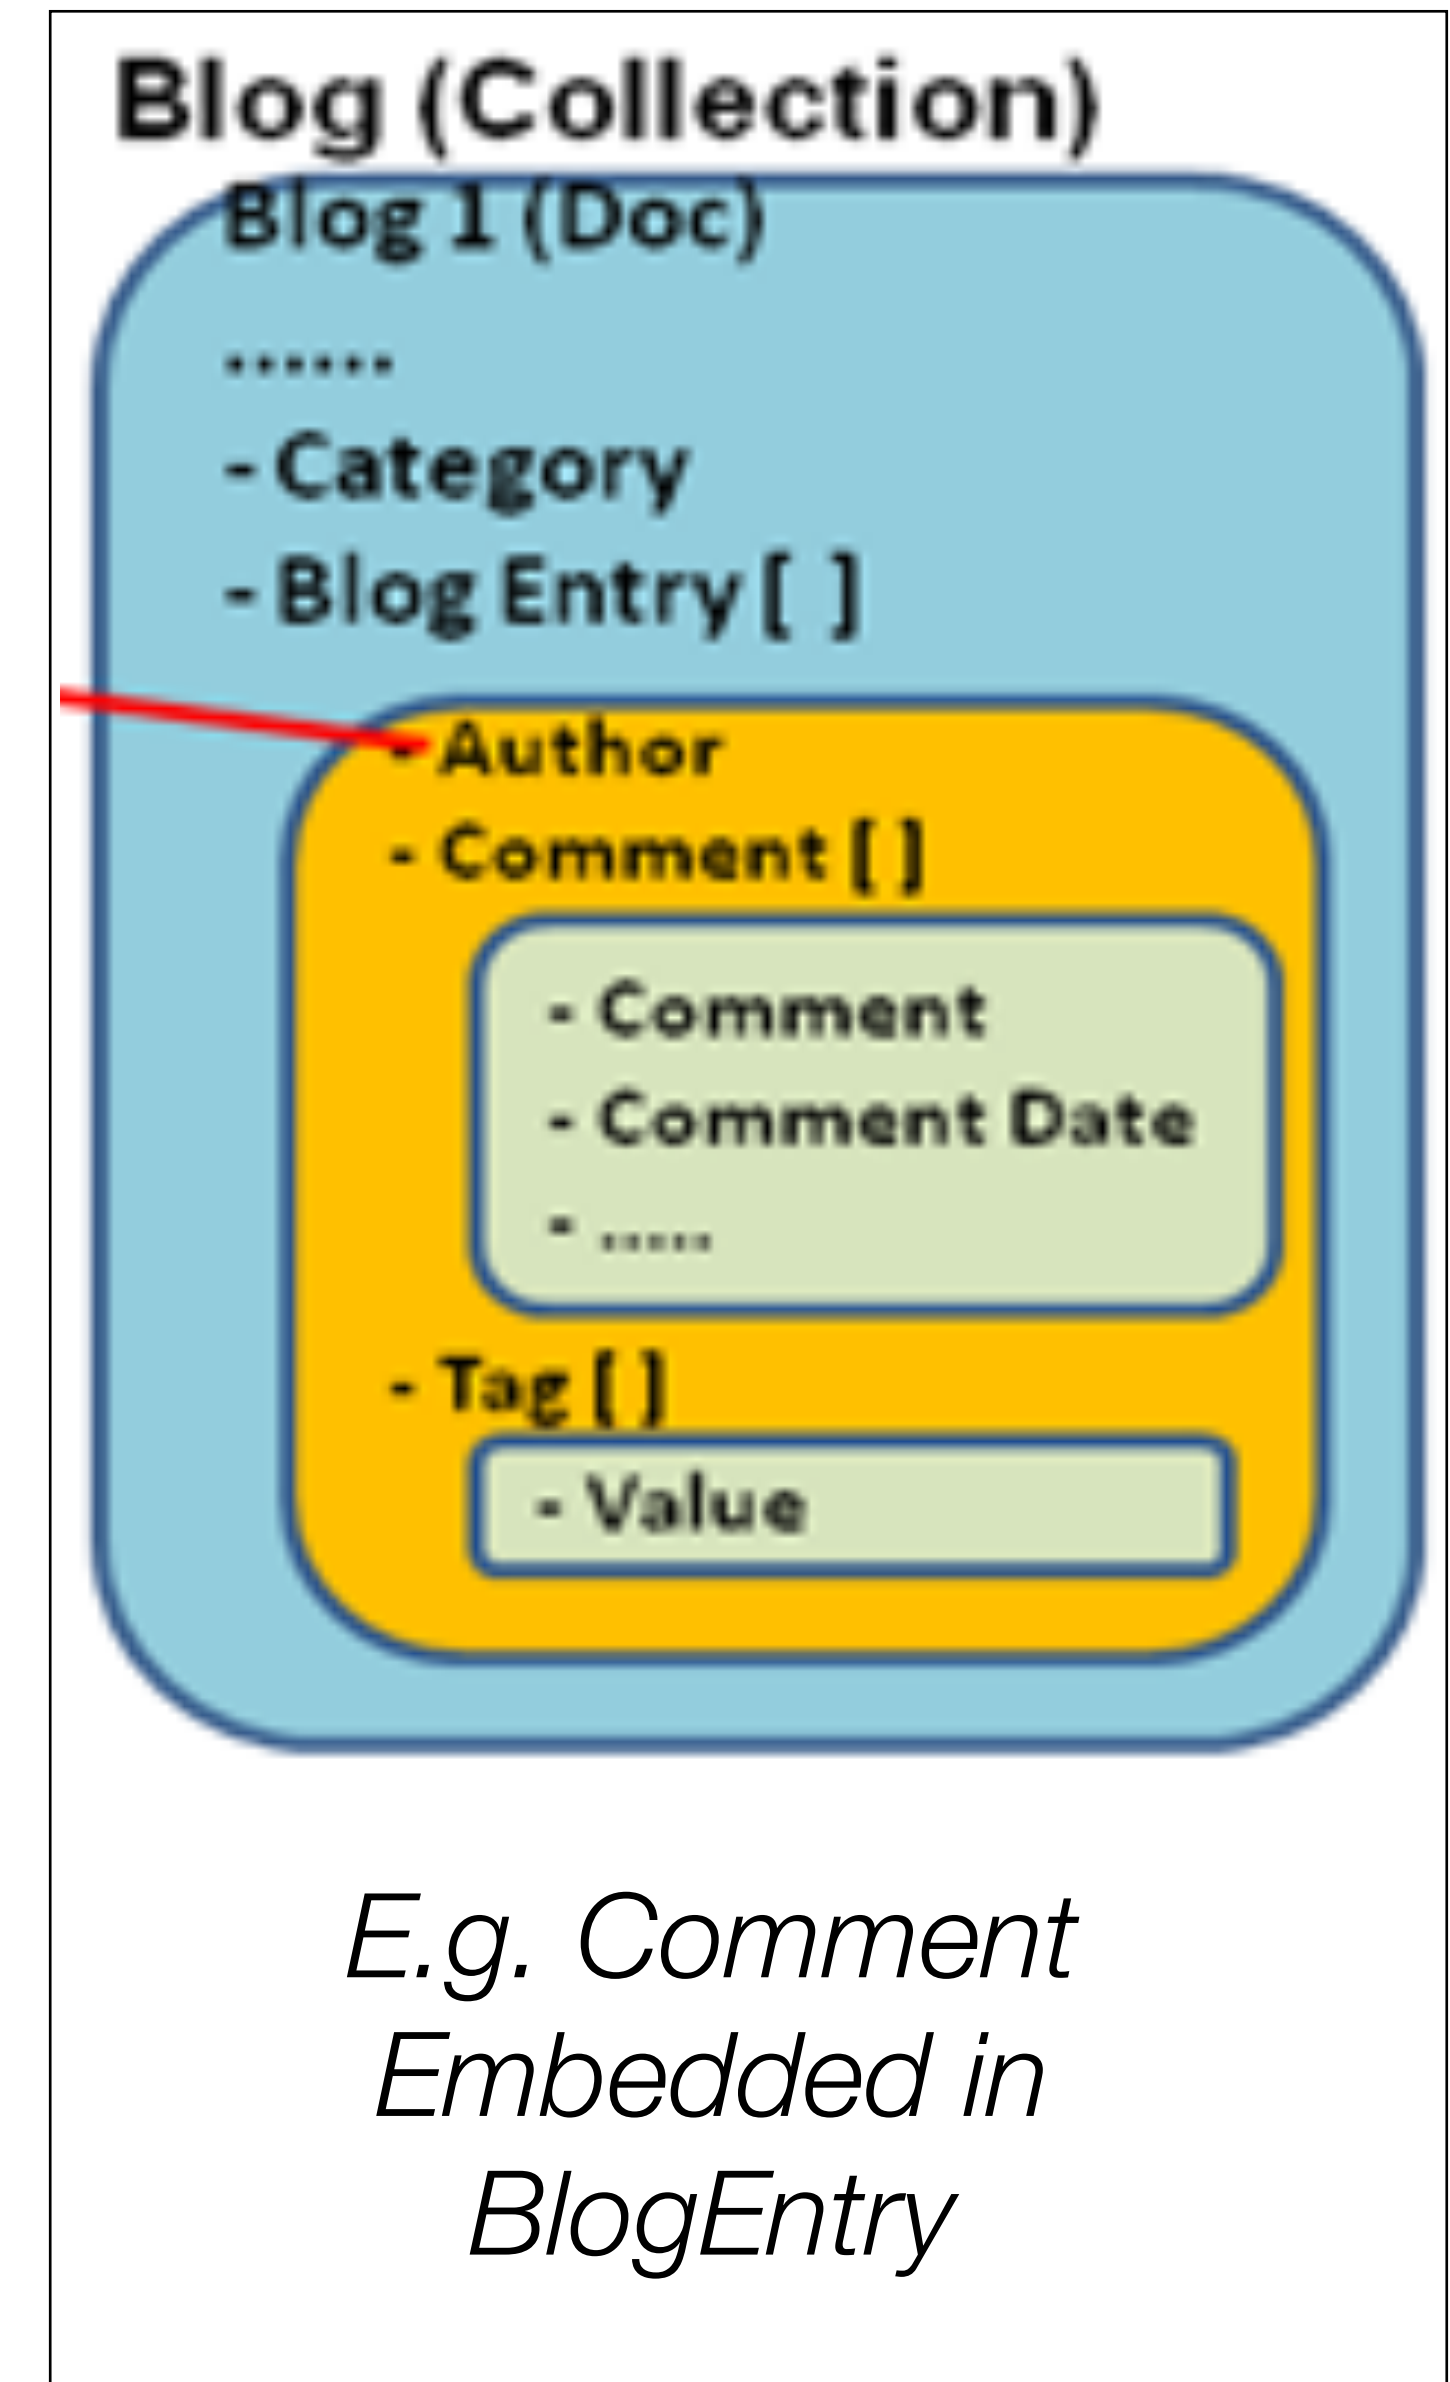 Blog (Collection)
Blog 1 (Doc)
......
- Category
- Blog Entry [ ]
- Author
- Comment [ ]
- Comment
- Comment Date
- .....
- Tag [ ]
- Value
E.g. Comment
Embedded in
BlogEntry